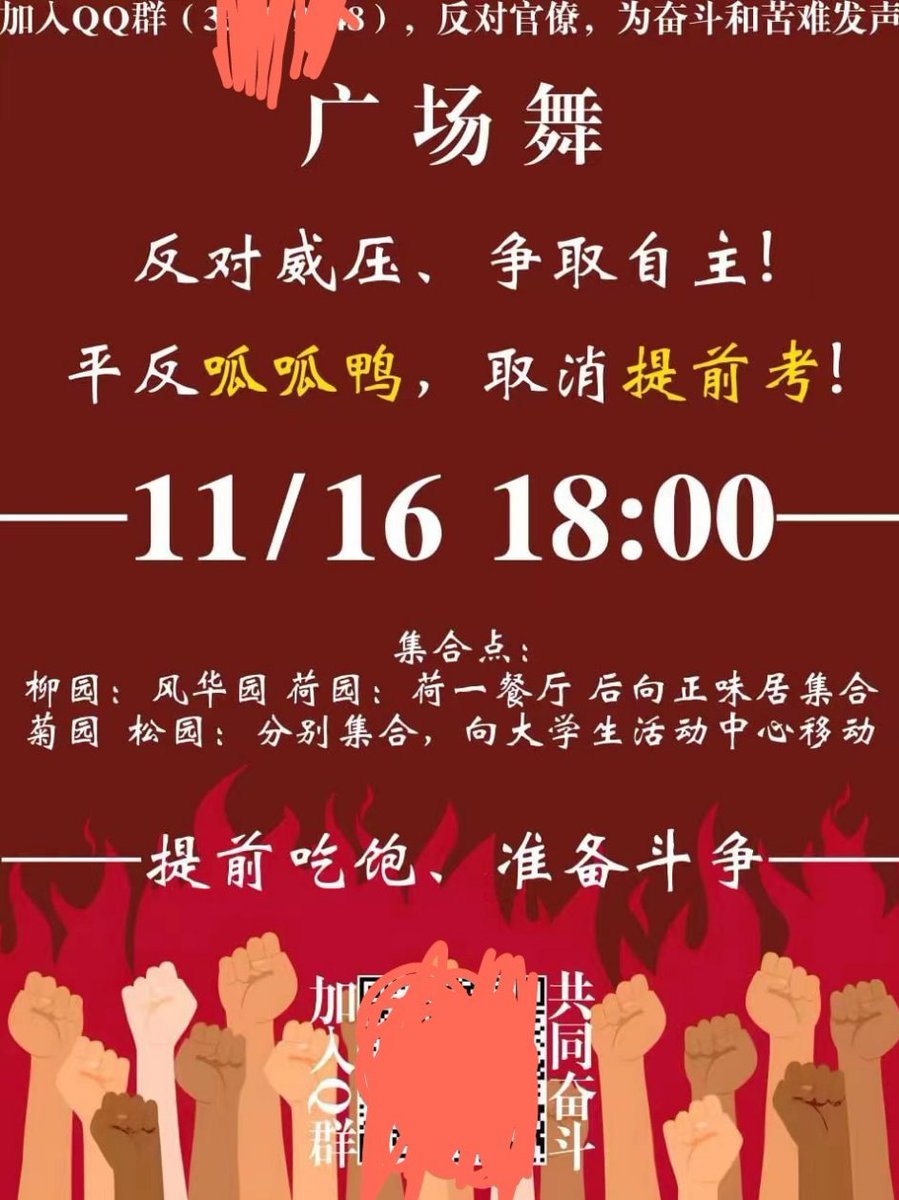 加入QQ群（3 48），反对官僚，为奋斗和苦难发声
广场舞
反对威压、争取自主！
平反呱呱鸭，取消提前考！
11/16 18:00
集合点：
柳园：风华园 荷园：荷一餐厅 后向正味居集合
菊园 松园：分别集合，向大学生活动中心移动
提前吃饱、准备斗争
加入Q群
共同奋斗